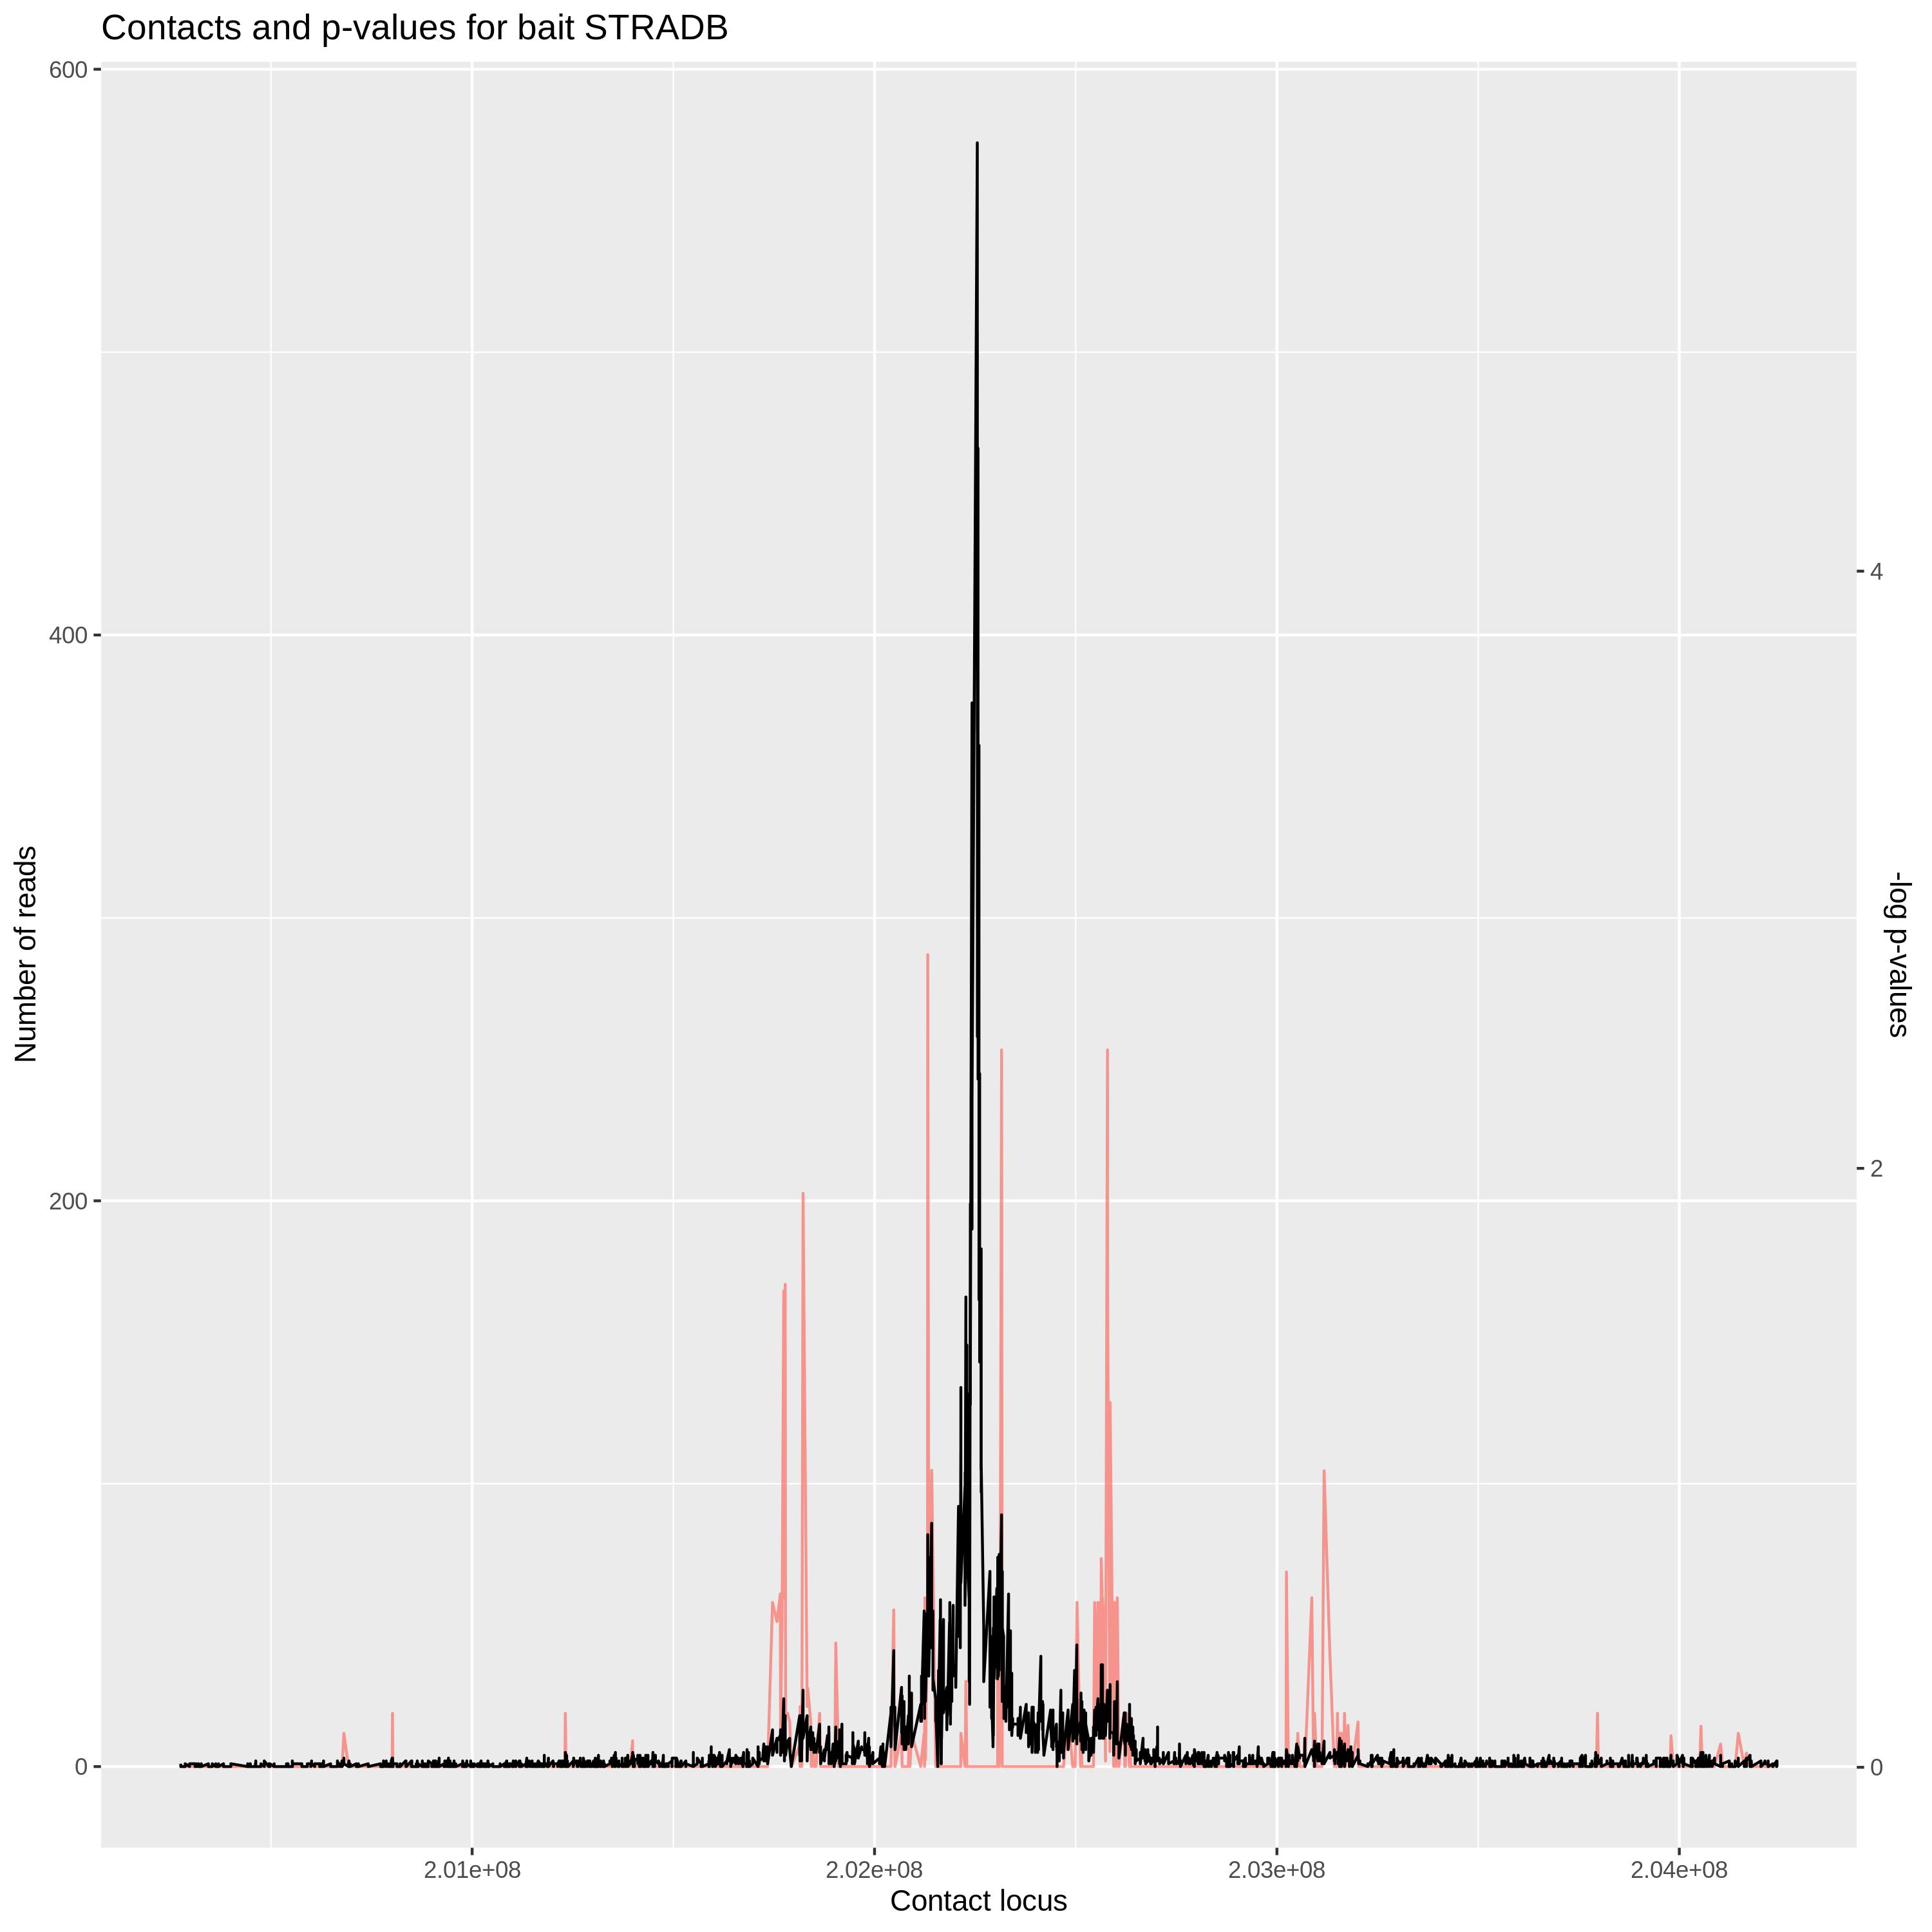 Contacts and p-values for bait STRADB
600
400
200
0
Number of reads
4
2
0
-log p-values
2.01e+08
2.02e+08
2.03e+08
2.04e+08
Contact locus